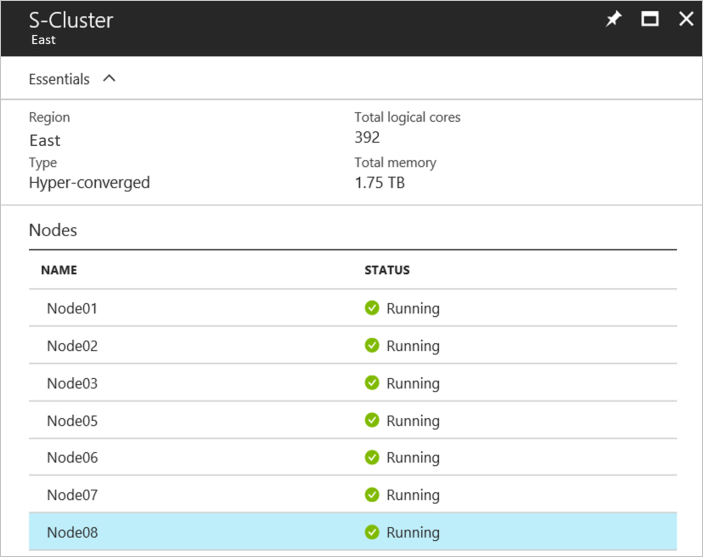 S-Cluster
East
Essentials
Region
East
Total logical cores
392
Type
Hyper-converged
Total memory
1.75 TB
Nodes
NAME STATUS
Node01 Running
Node02 Running
Node03 Running
Node05 Running
Node06 Running
Node07 Running
Node08 Running